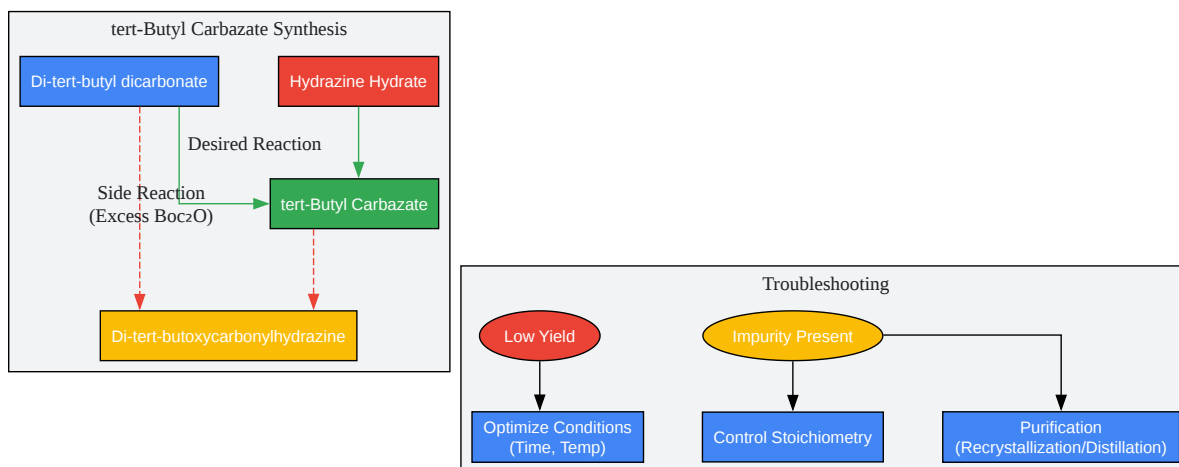 tert-Butyl Carbazate Synthesis
Di-tert-butyl dicarbonate
Hydrazine Hydrate
Desired Reaction
Side Reaction
(Excess Boc₂O)
tert-Butyl Carbazate
Di-tert-butoxycarbonylhydrazine
Troubleshooting
Low Yield
Impurity Present
Optimize Conditions
(Time, Temp)
Control Stoichiometry
Purification
(Recrystallization/Distillation)